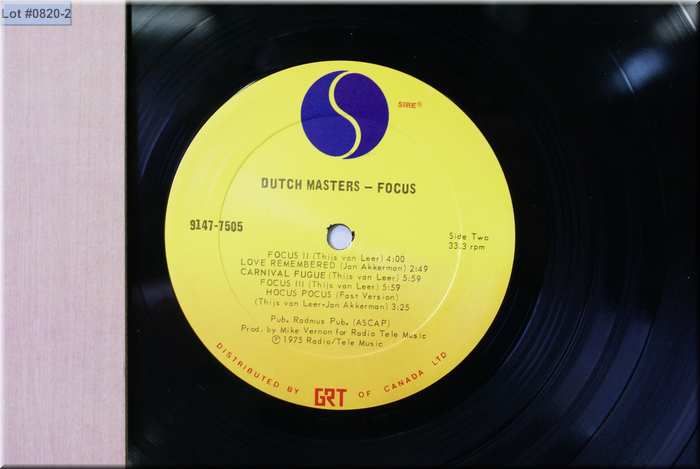 Lot #0820-2
SIRE®
DUTCH MASTERS – FOCUS
9147-7505
Side Two
33.3 rpm
FOCUS II (Thijs van Leer) 4:00
LOVE REMEMBERED (Jan Akkerman) 2:49
CARNIVAL FUGUE (Thijs van Leer) 5:59
FOCUS III (Thijs van Leer) 5:59
HOCUS POCUS (Fast Version)
(Thijs van Leer-Jan Akkerman) 3:25
Pub. Radmus Pub. (ASCAP)
Prod. by Mike Vernon for Radio Tele Music
℗ 1975 Radio/Tele Music
DISTRIBUTED BY GRT OF CANADA LTD